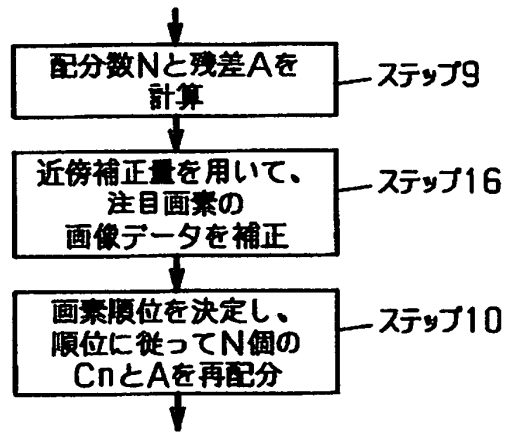 配分数Nと残差Aを
計算
ステップ9
近傍補正量を用いて、
注目画素の
画像データを補正
ステップ16
画素順位を決定し、
順位に従ってN個の
CnとAを再配分
ステップ10